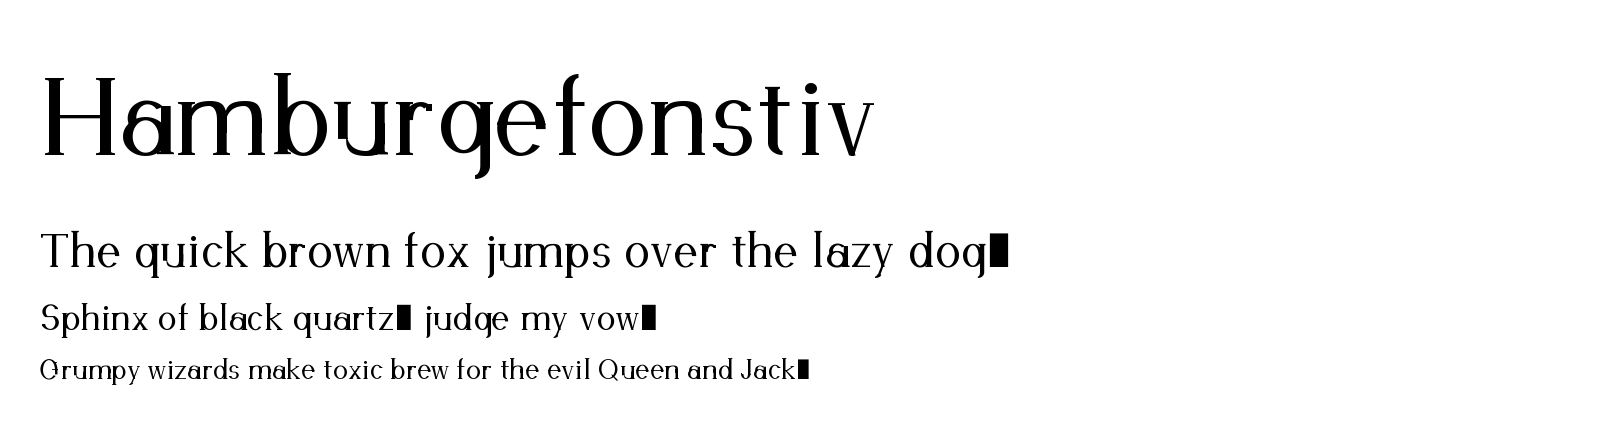 Hamburgefonstiv
The quick brown fox jumps over the lazy dog
Sphinx of black quartz judge my vow
Grumpy wizards make toxic brew for the evil Queen and Jack